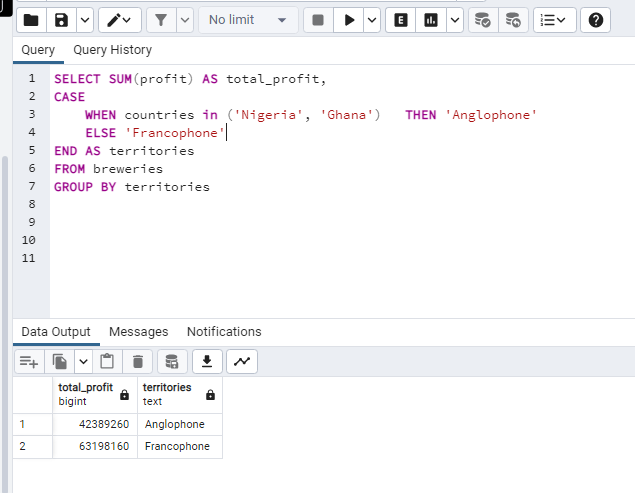 No limit
E
Query Query History
1 SELECT SUM(profit) AS total_profit,
2 CASE
3 WHEN countries in ('Nigeria', 'Ghana') THEN 'Anglophone'
4 ELSE 'Francophone'
5 END AS territories
6 FROM breweries
7 GROUP BY territories
8
9
10
11
Data Output Messages Notifications
total_profit territories
bigint text
1 42389260 Anglophone
2 63198160 Francophone